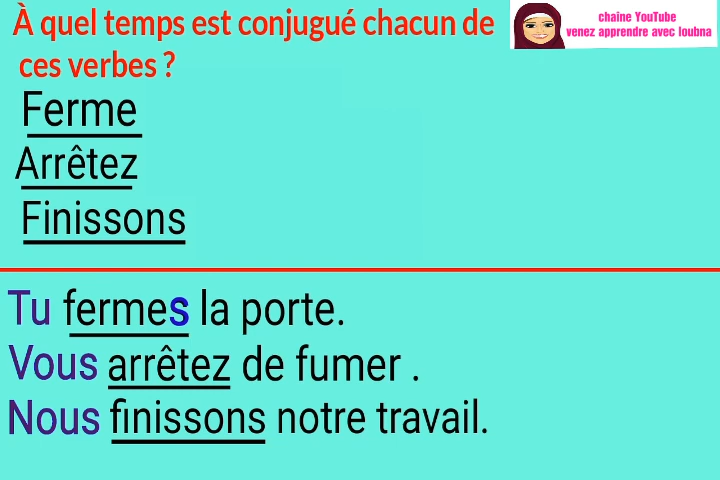 À quel temps est conjugué chacun de
ces verbes ?
chaine YouTube
venez apprendre avec loubna
Ferme
Arrêtez
Finissons
Tu fermes la porte.
Vous arrêtez de fumer .
Nous finissons notre travail.